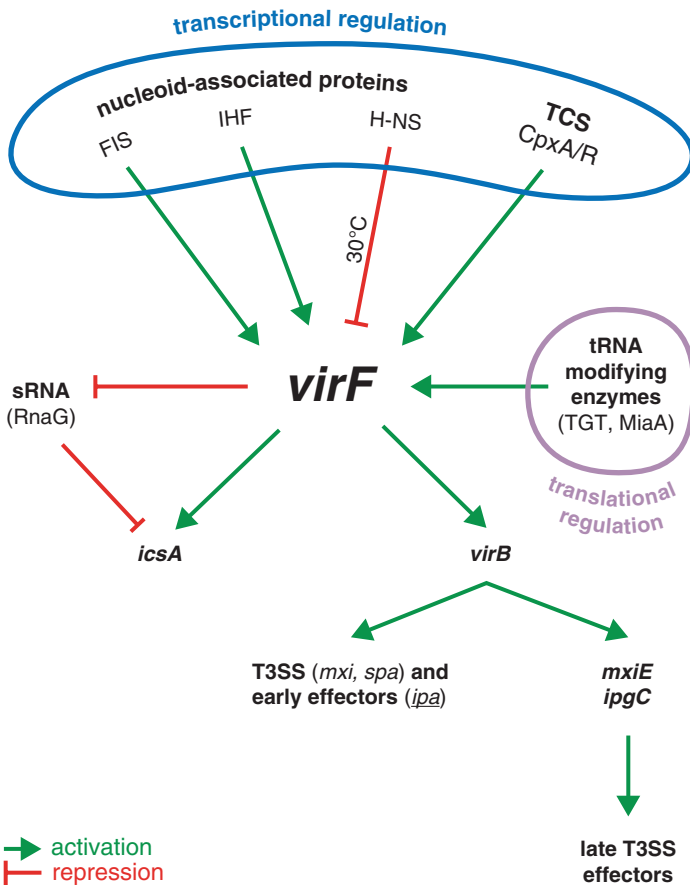 transcriptional regulation
nucleoid-associated proteins
FIS
IHF
H-NS
TCS
CpxA/R
30°C
virF
sRNA
(RnaG)
tRNA
modifying
enzymes
(TGT, MiaA)
translational
regulation
icsA
virB
T3SS (mxi, spa) and
early effectors (ipa)
mxiE
ipgC
late T3SS
effectors
activation
repression